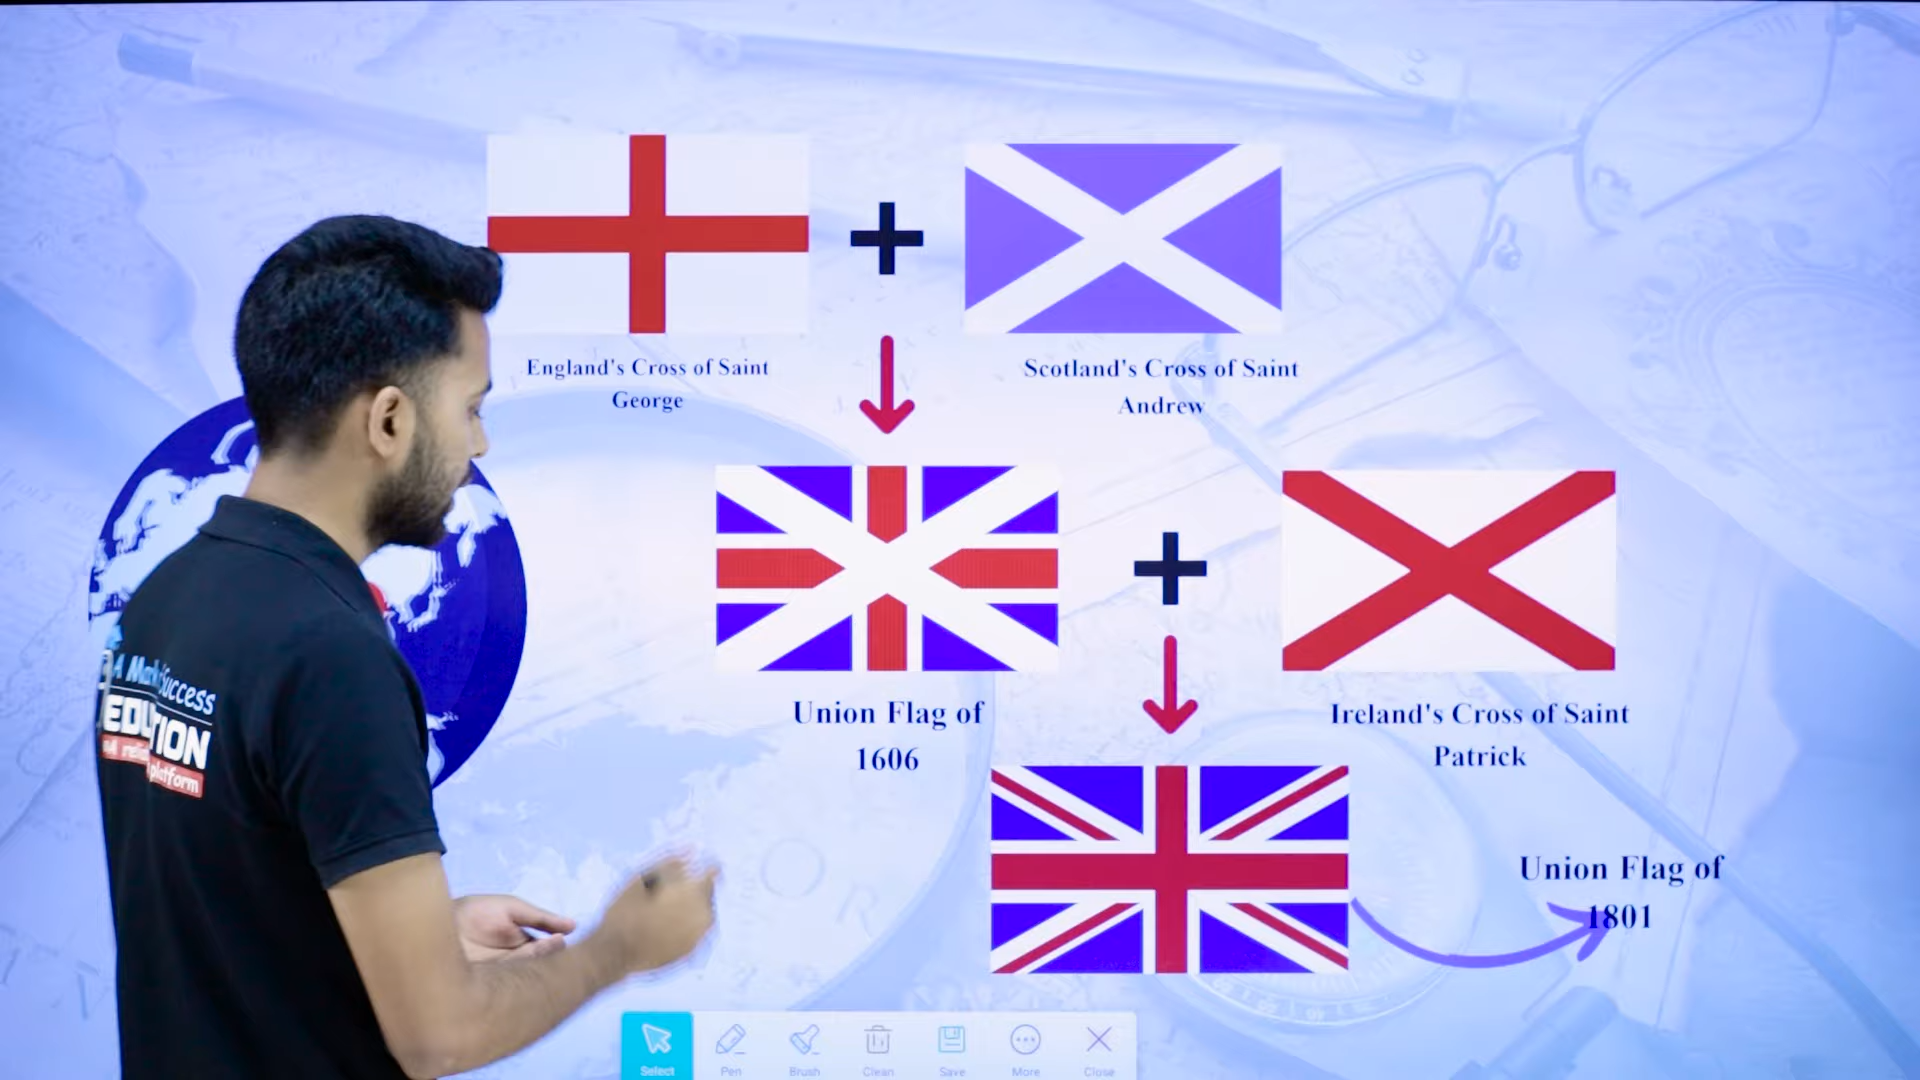 England's Cross of Saint
George
Scotland's Cross of Saint
Andrew
Union Flag of
1606
Ireland's Cross of Saint
Patrick
Union Flag of
1801
Success
platform
Select
Pen
Brush
Clean
Save
More
Close